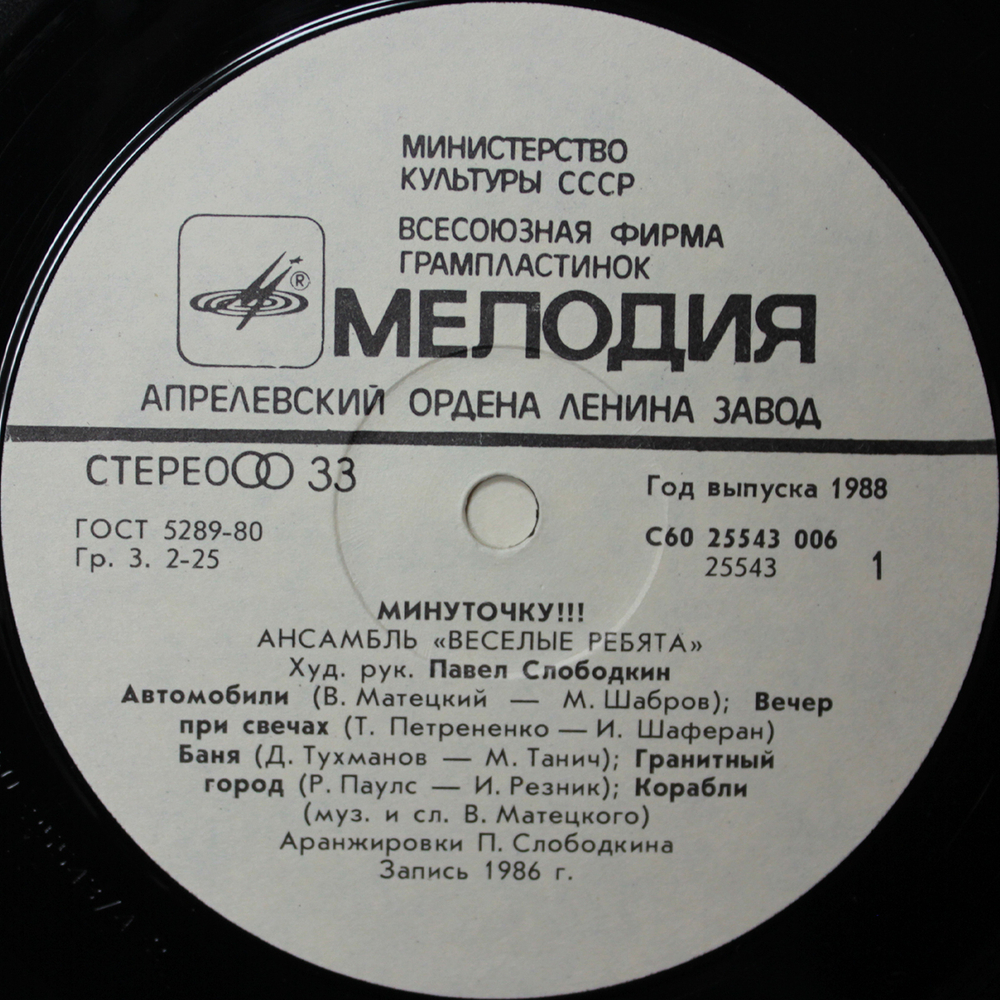 МИНИСТЕРСТВО
КУЛЬТУРЫ СССР
ВСЕСОЮЗНАЯ ФИРМА
ГРАМПЛАСТИНОК
®
МЕЛОДИЯ
АПРЕЛЕВСКИЙ ОРДЕНА ЛЕНИНА ЗАВОД
СТЕРЕО 33
Год выпуска 1988
ГОСТ 5289-80
Гр. 3. 2-25
С60 25543 006
25543 1
МИНУТОЧКУ!!!
АНСАМБЛЬ «ВЕСЕЛЫЕ РЕБЯТА»
Худ. рук. Павел Слободкин
Автомобили (В. Матецкий — М. Шабров); Вечер
при свечах (Т. Петрененко — И. Шаферан)
Баня (Д. Тухманов — М. Танич); Гранитный
город (Р. Паулс — И. Резник); Корабли
(муз. и сл. В. Матецкого)
Аранжировки П. Слободкина
Запись 1986 г.